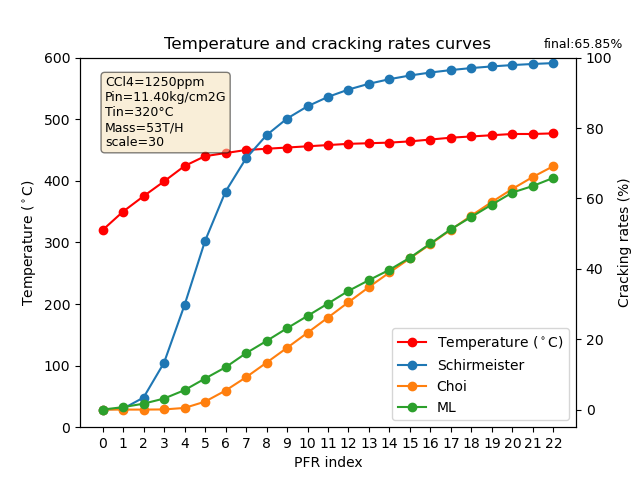 Temperature and cracking rates curves
final:65.85%
CCl4=1250ppm
Pin=11.40kg/cm2G
Tin=320°C
Mass=53T/H
scale=30
Temperature (°C)
600
500
400
300
200
100
0
100
80
60
40
20
0
Cracking rates (%)
Temperature (°C)
Schirmeister
Choi
ML
0 1 2 3 4 5 6 7 8 9 10 11 12 13 14 15 16 17 18 19 20 21 22
PFR index